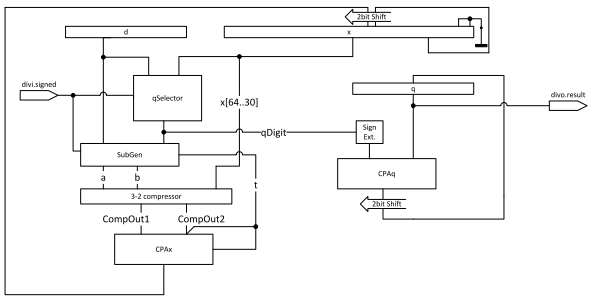 2bit Shift
d
x
divi.signed
qSelector
x[64..30]
q
divo.result
qDigit
Sign
Ext.
SubGen
a
b
t
CPAq
3-2 compressor
2bit Shift
CompOut1
CompOut2
CPAx